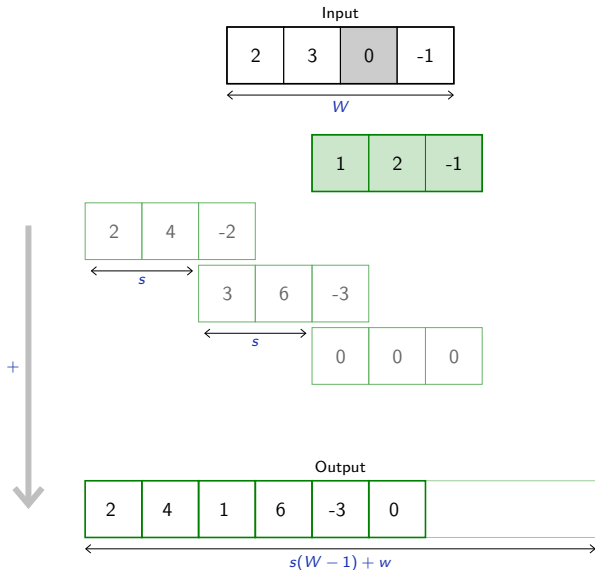 Input
2 3 0 -1
W
1 2 -1
2 4 -2
s
3 6 -3
s
0 0 0
+
Output
2 4 1 6 -3 0
s(W − 1) + w